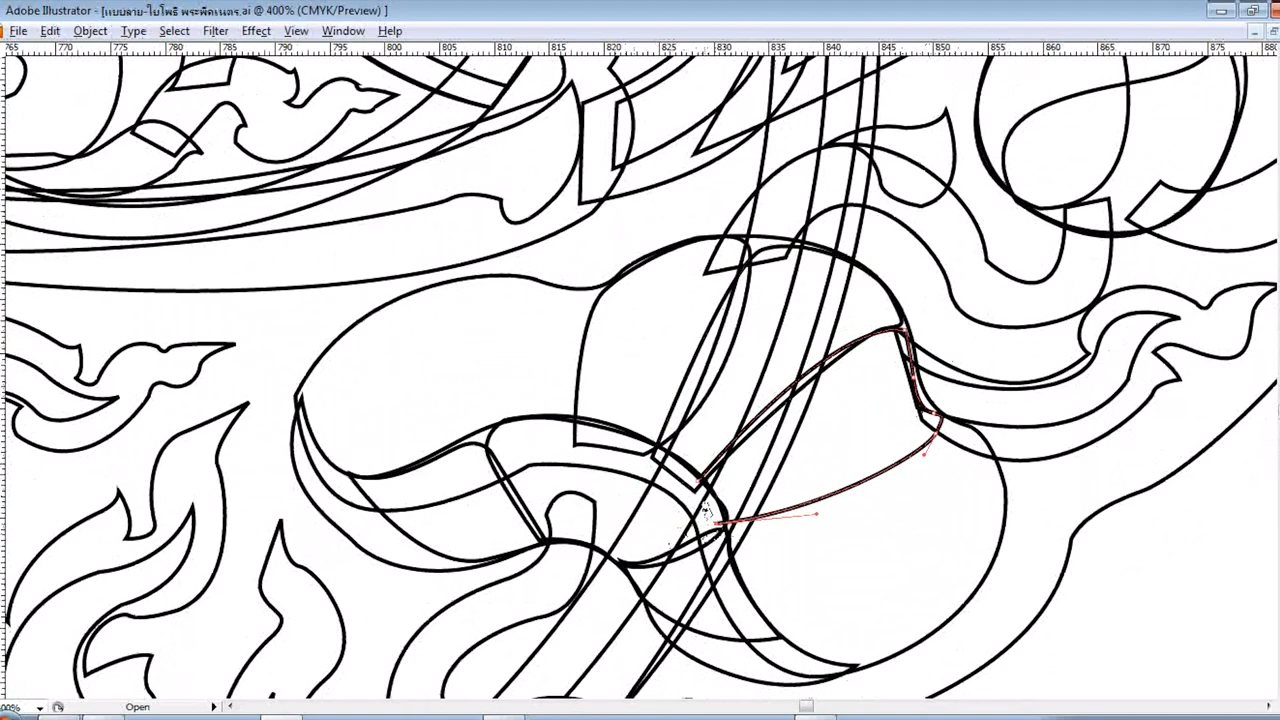 Adobe Illustrator - [แบบลาย-ใบโพธิ์ พระพิฆเนตร.ai @ 400% (CMYK/Preview) ]
File Edit Object Type Select Filter Effect View Window Help
765 770 775 780 785 790 795 800 805 810 815 820 825 830 835 840 845 850 855 860 865 870 875 880
00% Open